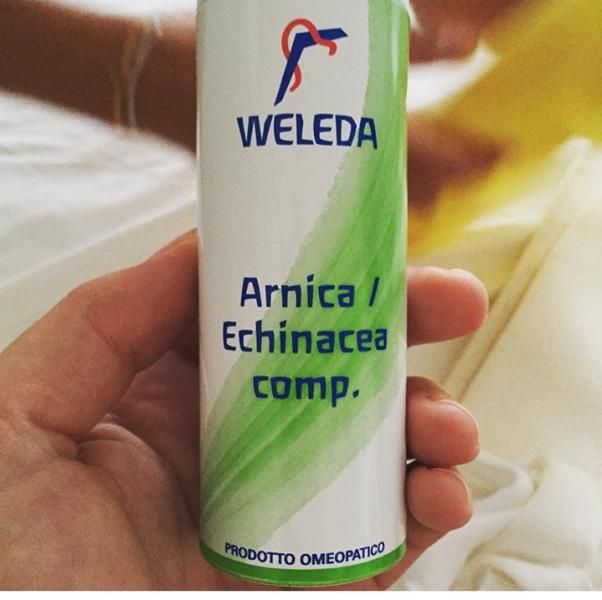 WELEDA
Arnica /
Echinacea
comp.
PRODOTTO OMEOPATICO